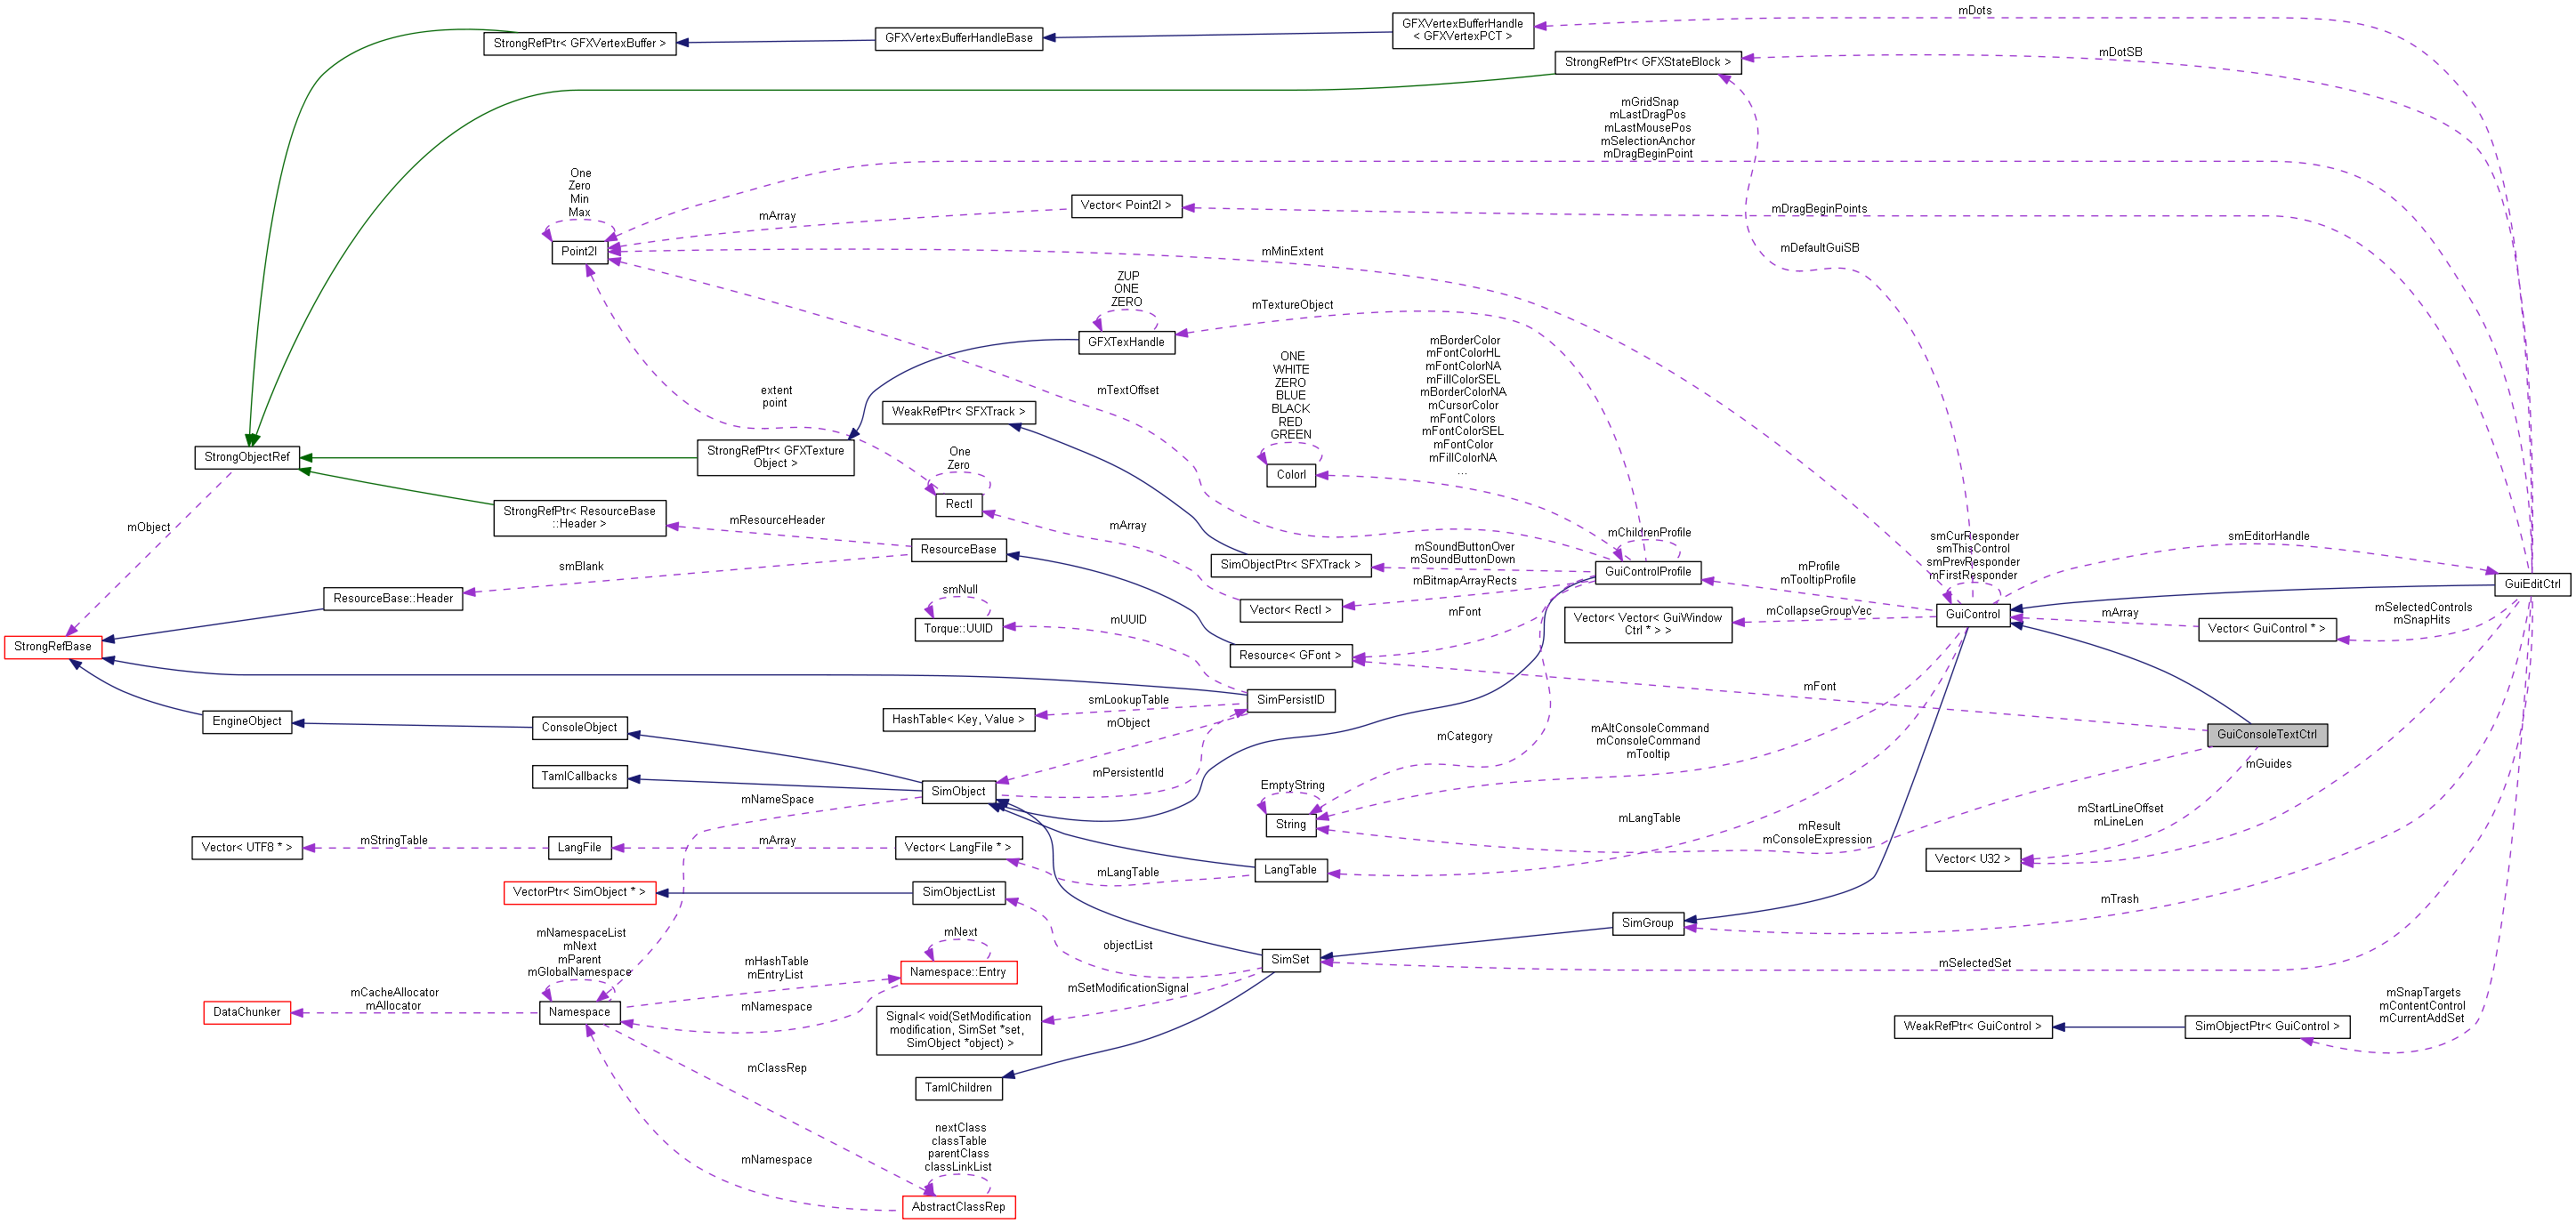 mDots
GFXVertexBufferHandle
< GFXVertexPCT >
GFXVertexBufferHandleBase
StrongRefPtr< GFXVertexBuffer >
mDotSB
StrongRefPtr< GFXStateBlock >
mGridSnap
mLastDragPos
mLastMousePos
mSelectionAnchor
mDragBeginPoint
One
Zero
Min
Max
mArray
Vector< Point2I >
mDragBeginPoints
Point2I
mMinExtent
mDefaultGuiSB
ZUP
ONE
ZERO
mTextureObject
GFXTexHandle
mBorderColor
mFontColorHL
mFontColorNA
mFillColorSEL
mBorderColorNA
mCursorColor
mFontColors
mFontColorSEL
mFontColor
mFillColorNA
...
ONE
WHITE
ZERO
BLUE
BLACK
RED
GREEN
extent
point
mTextOffset
WeakRefPtr< SFXTrack >
StrongObjectRef
StrongRefPtr< GFXTexture
Object >
One
Zero
ColorI
RectI
StrongRefPtr< ResourceBase
::Header >
mObject
mResourceHeader
mArray
mChildrenProfile
smCurResponder
smThisControl
smPrevResponder
mFirstResponder
smEditorHandle
ResourceBase
mSoundButtonOver
mSoundButtonDown
SimObjectPtr< SFXTrack >
GuiControlProfile
mProfile
mTooltipProfile
smBlank
mBitmapArrayRects
GuiEditCtrl
ResourceBase::Header
smNull
Vector< RectI >
mFont
mCollapseGroupVec
GuiControl
mArray
mSelectedControls
mSnapHits
Torque::UUID
mUUID
Vector< Vector< GuiWindow
Ctrl * > >
Vector< GuiControl * >
StrongRefBase
Resource< GFont >
mFont
SimPersistID
smLookupTable
HashTable< Key, Value >
mObject
EngineObject
ConsoleObject
mCategory
mAltConsoleCommand
mConsoleCommand
mTooltip
GuiConsoleTextCtrl
TamlCallbacks
mPersistentId
mGuides
SimObject
EmptyString
mNameSpace
mStartLineOffset
mLineLen
String
mLangTable
mResult
mConsoleExpression
Vector< UTF8 * >
mStringTable
LangFile
mArray
Vector< LangFile * >
mLangTable
LangTable
Vector< U32 >
VectorPtr< SimObject * >
SimObjectList
mTrash
SimGroup
mNamespaceList
mNext
mParent
mGlobalNamespace
mNext
objectList
SimSet
mSelectedSet
mHashTable
mEntryList
Namespace::Entry
mSetModificationSignal
mCacheAllocator
mAllocator
DataChunker
Namespace
mNamespace
Signal< void(SetModification
modification, SimSet *set,
SimObject *object) >
mSnapTargets
mContentControl
mCurrentAddSet
WeakRefPtr< GuiControl >
SimObjectPtr< GuiControl >
mClassRep
TamlChildren
nextClass
classTable
parentClass
classLinkList
mNamespace
AbstractClassRep